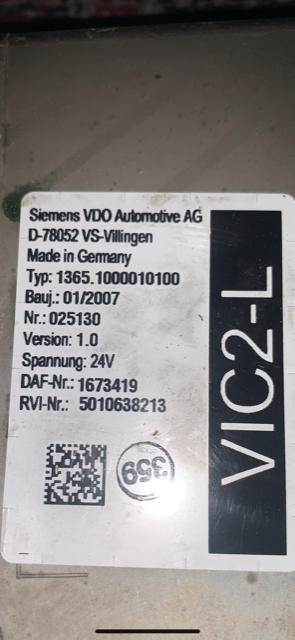 Siemens VDO Automotive AG
D-78052 VS-Villingen
Made in Germany
Typ: 1365.1000010100
Bauj.: 01/2007
Nr.: 025130
Version: 1.0
Spannung: 24V
DAF-Nr.: 1673419
RVI-Nr.: 5010638213
VIC2-L
359